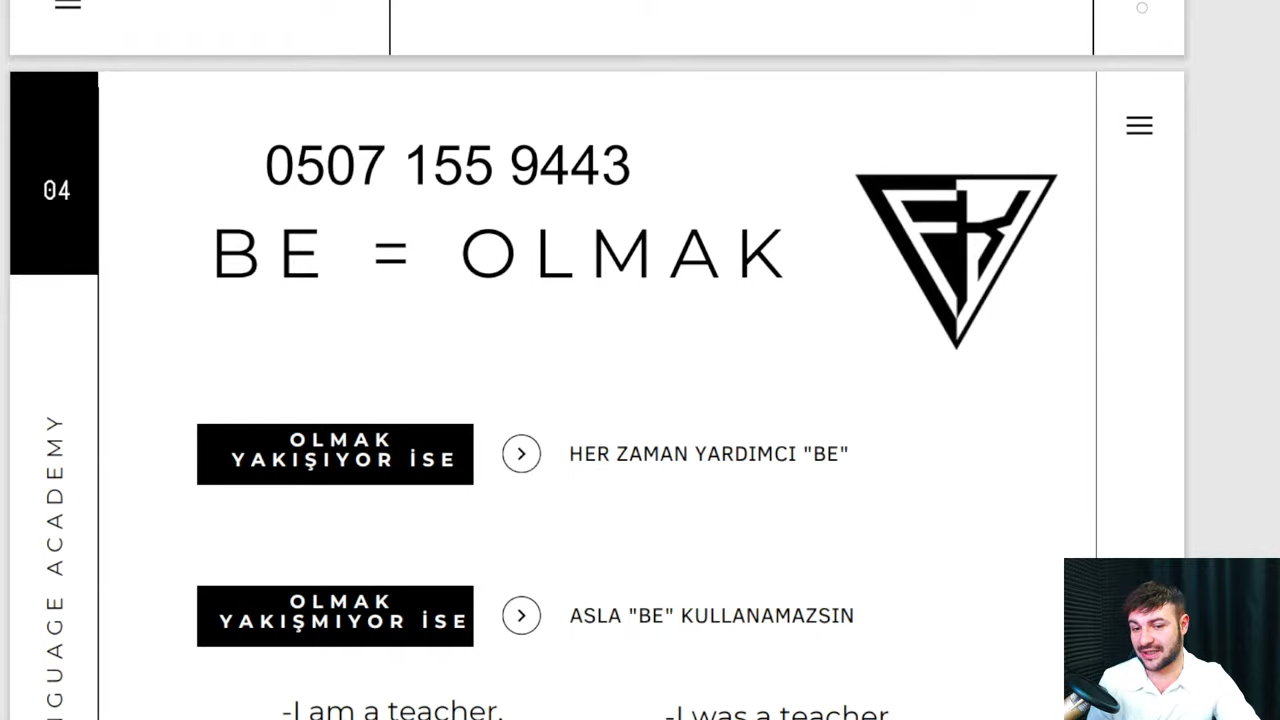 04
0507 155 9443
BE = OLMAK
FK
OLMAK
YAKIŞIYOR İSE
HER ZAMAN YARDIMCI "BE"
OLMAK
YAKIŞMIYOR İSE
ASLA "BE" KULLANAMAZSIN
-I am a teacher.
-I was a teacher
ACADEMY